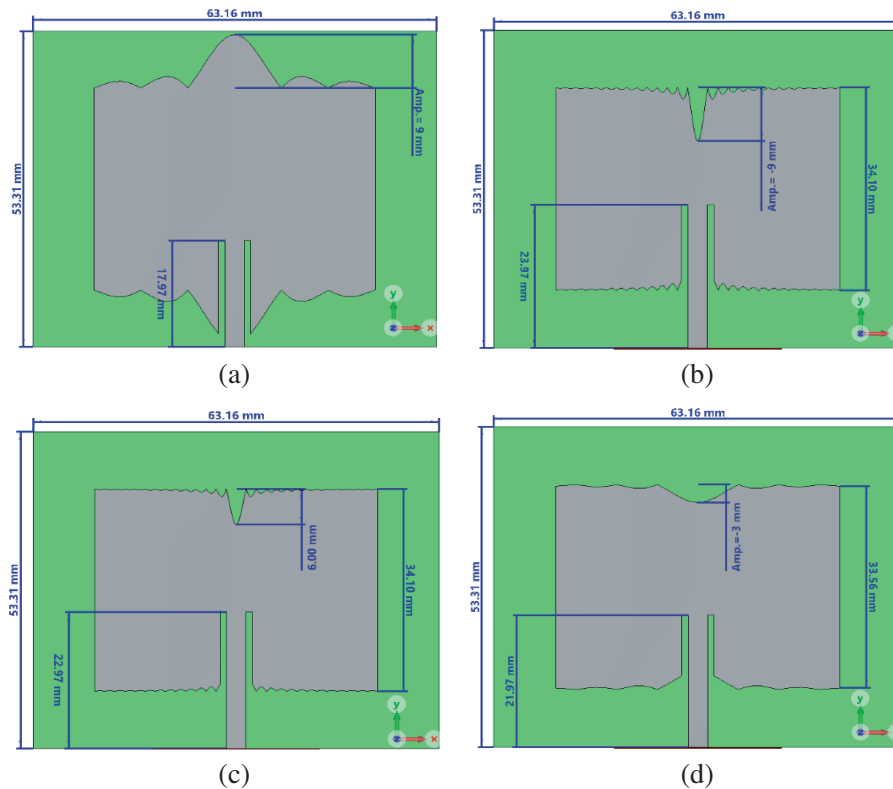 63.16 mm
53.31 mm
Amp.= 9 mm
17.97 mm
y
z
x
(a)
63.16 mm
53.31 mm
Amp.= -9 mm
34.10 mm
23.97 mm
y
z
x
(b)
63.16 mm
53.31 mm
6.00 mm
34.10 mm
22.97 mm
y
z
x
(c)
63.16 mm
53.31 mm
Amp.=-3 mm
33.56 mm
21.97 mm
y
z
x
(d)